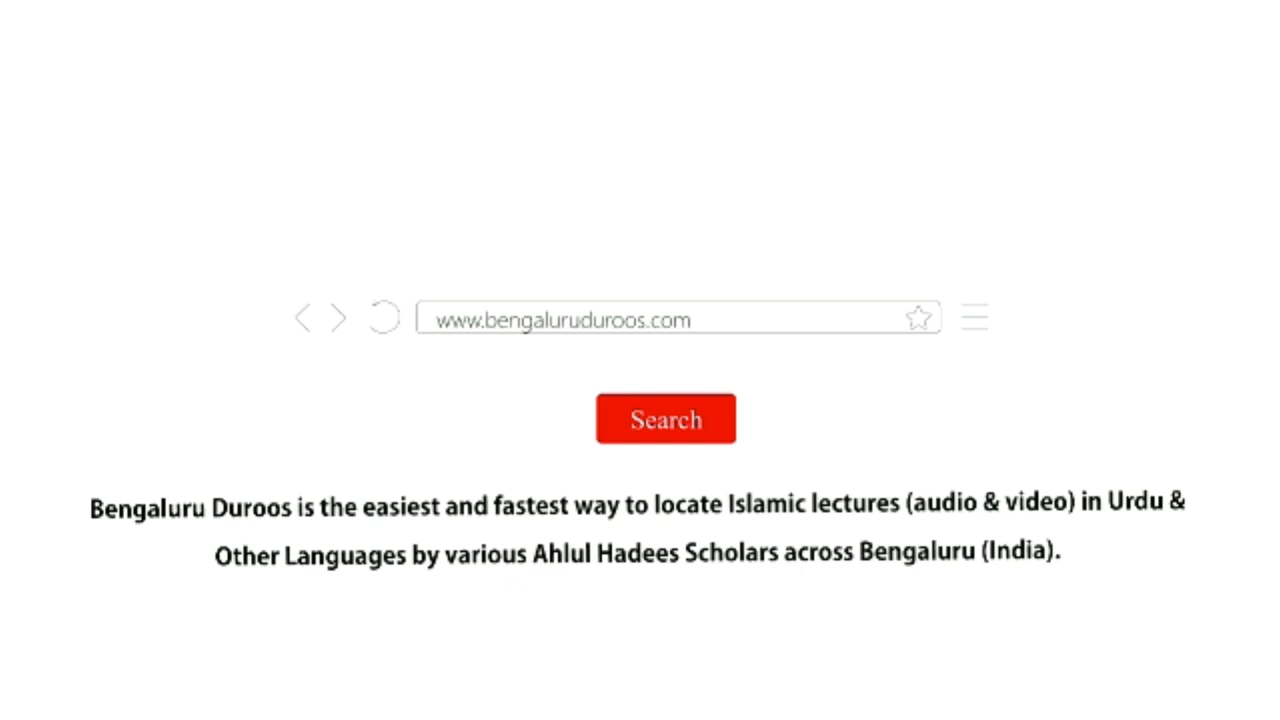 www.bengaluruduroos.com
Search
Bengaluru Duroos is the easiest and fastest way to locate Islamic lectures (audio & video) in Urdu &
Other Languages by various Ahlul Hadees Scholars across Bengaluru (India).